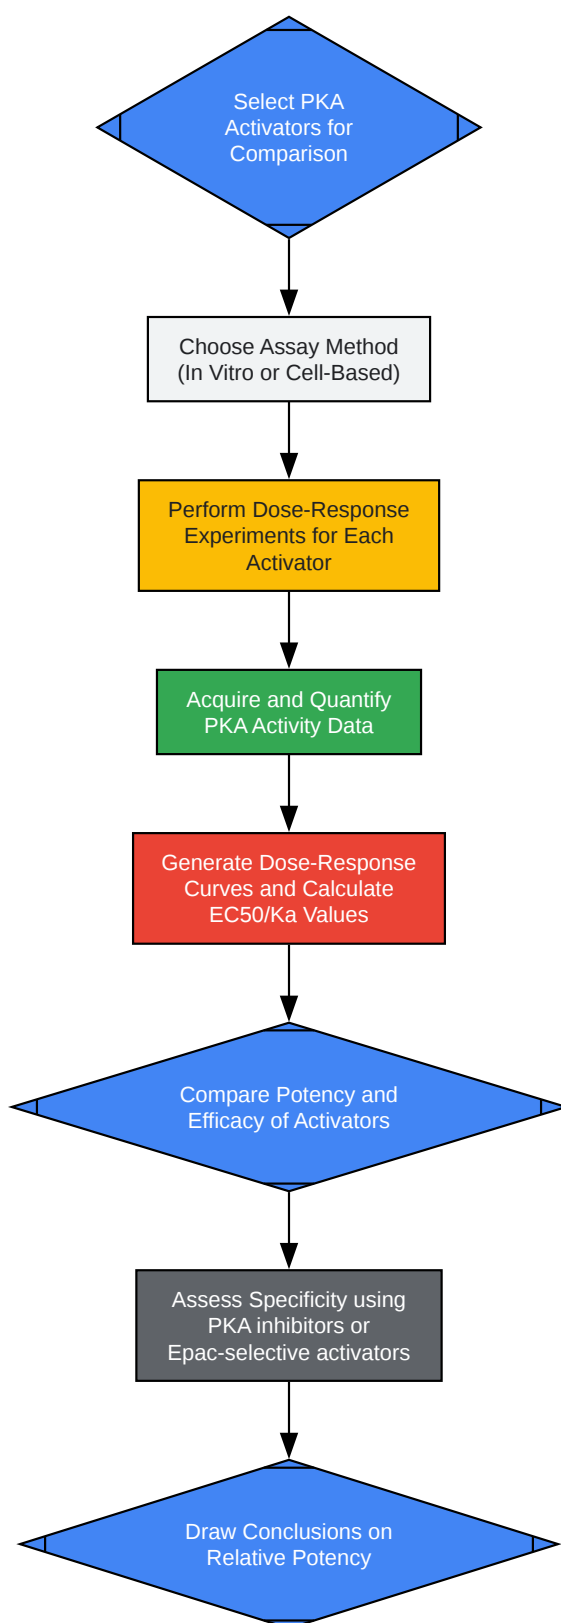 Select PKA
Activators for
Comparison
Choose Assay Method
(In Vitro or Cell-Based)
Perform Dose-Response
Experiments for Each
Activator
Acquire and Quantify
PKA Activity Data
Generate Dose-Response
Curves and Calculate
EC50/Ka Values
Compare Potency and
Efficacy of Activators
Assess Specificity using
PKA inhibitors or
Epac-selective activators
Draw Conclusions on
Relative Potency